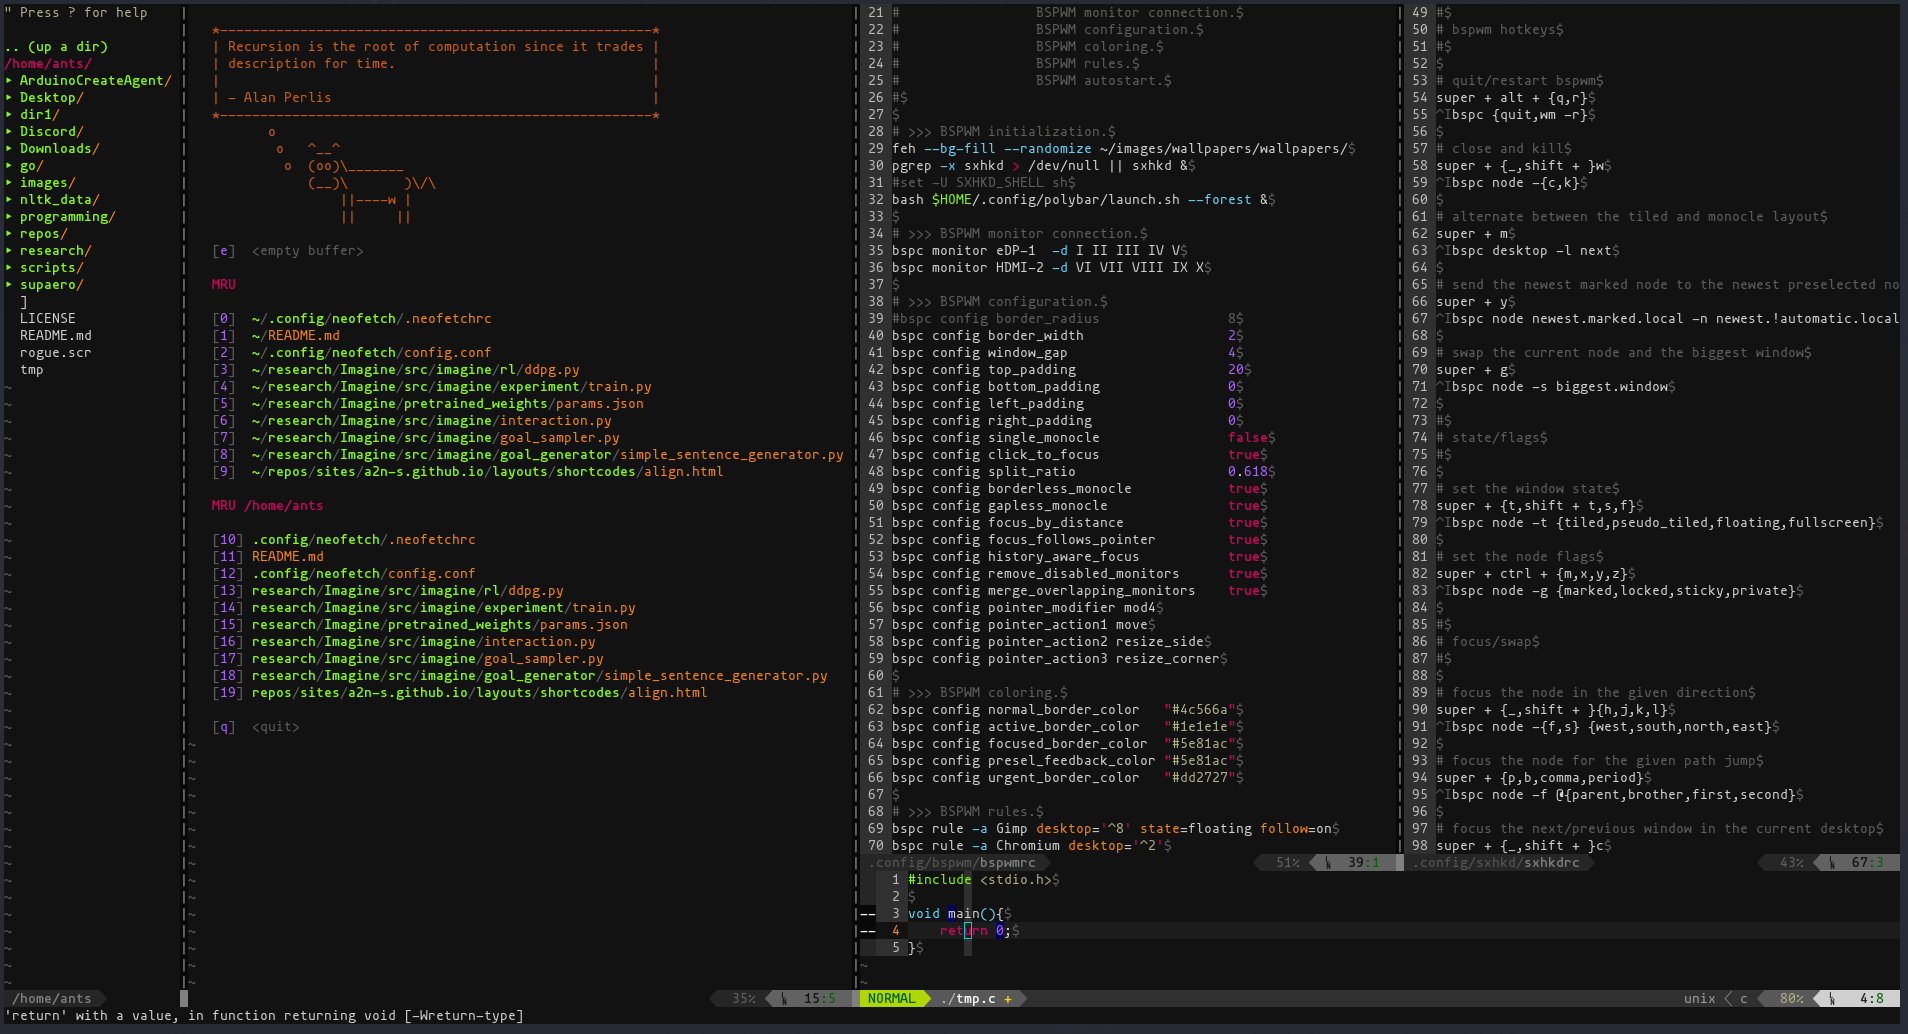 " Press ? for help
.. (up a dir)
/home/ants/
▸ ArduinoCreateAgent/
▸ Desktop/
▸ dir1/
▸ Discord/
▸ Downloads/
▸ go/
▸ images/
▸ nltk_data/
▸ programming/
▸ repos/
▸ research/
▸ scripts/
▸ supaero/
]
LICENSE
README.md
rogue.scr
tmp
/home/ants
*------------------------------------------------------*
| Recursion is the root of computation since it trades |
| description for time. |
| |
| - Alan Perlis |
*------------------------------------------------------*
o
o ^__^
o (oo)\_______
(__)\ )\/\
||----w |
|| ||
[e] <empty buffer>
MRU
[0] ~/.config/neofetch/.neofetchrc
[1] ~/README.md
[2] ~/.config/neofetch/config.conf
[3] ~/research/Imagine/src/imagine/rl/ddpg.py
[4] ~/research/Imagine/src/imagine/experiment/train.py
[5] ~/research/Imagine/pretrained_weights/params.json
[6] ~/research/Imagine/src/imagine/interaction.py
[7] ~/research/Imagine/src/imagine/goal_sampler.py
[8] ~/research/Imagine/src/imagine/goal_generator/simple_sentence_generator.py
[9] ~/repos/sites/a2n-s.github.io/layouts/shortcodes/align.html
MRU /home/ants
[10] .config/neofetch/.neofetchrc
[11] README.md
[12] .config/neofetch/config.conf
[13] research/Imagine/src/imagine/rl/ddpg.py
[14] research/Imagine/src/imagine/experiment/train.py
[15] research/Imagine/pretrained_weights/params.json
[16] research/Imagine/src/imagine/interaction.py
[17] research/Imagine/src/imagine/goal_sampler.py
[18] research/Imagine/src/imagine/goal_generator/simple_sentence_generator.py
[19] repos/sites/a2n-s.github.io/layouts/shortcodes/align.html
[q] <quit>
35% 15:5
21 # BSPWM monitor connection.$
22 # BSPWM configuration.$
23 # BSPWM coloring.$
24 # BSPWM rules.$
25 # BSPWM autostart.$
26 #$
27 $
28 # >>> BSPWM initialization.$
29 feh --bg-fill --randomize ~/images/wallpapers/wallpapers/$
30 pgrep -x sxhkd > /dev/null || sxhkd &$
31 #set -U SXHKD_SHELL sh$
32 bash $HOME/.config/polybar/launch.sh --forest &$
33 $
34 # >>> BSPWM monitor connection.$
35 bspc monitor eDP-1 -d I II III IV V$
36 bspc monitor HDMI-2 -d VI VII VIII IX X$
37 $
38 # >>> BSPWM configuration.$
39 #bspc config border_radius 8$
40 bspc config border_width 2$
41 bspc config window_gap 4$
42 bspc config top_padding 20$
43 bspc config bottom_padding 0$
44 bspc config left_padding 0$
45 bspc config right_padding 0$
46 bspc config single_monocle false$
47 bspc config click_to_focus true$
48 bspc config split_ratio 0.618$
49 bspc config borderless_monocle true$
50 bspc config gapless_monocle true$
51 bspc config focus_by_distance true$
52 bspc config focus_follows_pointer true$
53 bspc config history_aware_focus true$
54 bspc config remove_disabled_monitors true$
55 bspc config merge_overlapping_monitors true$
56 bspc config pointer_modifier mod4$
57 bspc config pointer_action1 move$
58 bspc config pointer_action2 resize_side$
59 bspc config pointer_action3 resize_corner$
60 $
61 # >>> BSPWM coloring.$
62 bspc config normal_border_color "#4c566a"$
63 bspc config active_border_color "#1e1e1e"$
64 bspc config focused_border_color "#5e81ac"$
65 bspc config presel_feedback_color "#5e81ac"$
66 bspc config urgent_border_color "#dd2727"$
67 $
68 # >>> BSPWM rules.$
69 bspc rule -a Gimp desktop='^8' state=floating follow=on$
70 bspc rule -a Chromium desktop='^2'$
.config/bspwm/bspwmrc 51% 39:1
49 #$
50 # bspwm hotkeys$
51 #$
52 $
53 # quit/restart bspwm$
54 super + alt + {q,r}$
55 ^Ibspc {quit,wm -r}$
56 $
57 # close and kill$
58 super + {_,shift + }w$
59 ^Ibspc node -{c,k}$
60 $
61 # alternate between the tiled and monocle layout$
62 super + m$
63 ^Ibspc desktop -l next$
64 $
65 # send the newest marked node to the newest preselected no
66 super + y$
67 ^Ibspc node newest.marked.local -n newest.!automatic.local
68 $
69 # swap the current node and the biggest window$
70 super + g$
71 ^Ibspc node -s biggest.window$
72 $
73 #$
74 # state/flags$
75 #$
76 $
77 # set the window state$
78 super + {t,shift + t,s,f}$
79 ^Ibspc node -t {tiled,pseudo_tiled,floating,fullscreen}$
80 $
81 # set the node flags$
82 super + ctrl + {m,x,y,z}$
83 ^Ibspc node -g {marked,locked,sticky,private}$
84 $
85 #$
86 # focus/swap$
87 #$
88 $
89 # focus the node in the given direction$
90 super + {_,shift + }{h,j,k,l}$
91 ^Ibspc node -{f,s} {west,south,north,east}$
92 $
93 # focus the node for the given path jump$
94 super + {p,b,comma,period}$
95 ^Ibspc node -f @{parent,brother,first,second}$
96 $
97 # focus the next/previous window in the current desktop$
98 super + {_,shift + }c$
.config/sxhkd/sxhkdrc 43% 67:3
1 #include <stdio.h>$
2 $
-- 3 void main(){$
-- 4 return 0;$
5 }$
NORMAL ./tmp.c + unix < c 80% 4:8
'return' with a value, in function returning void [-Wreturn-type]